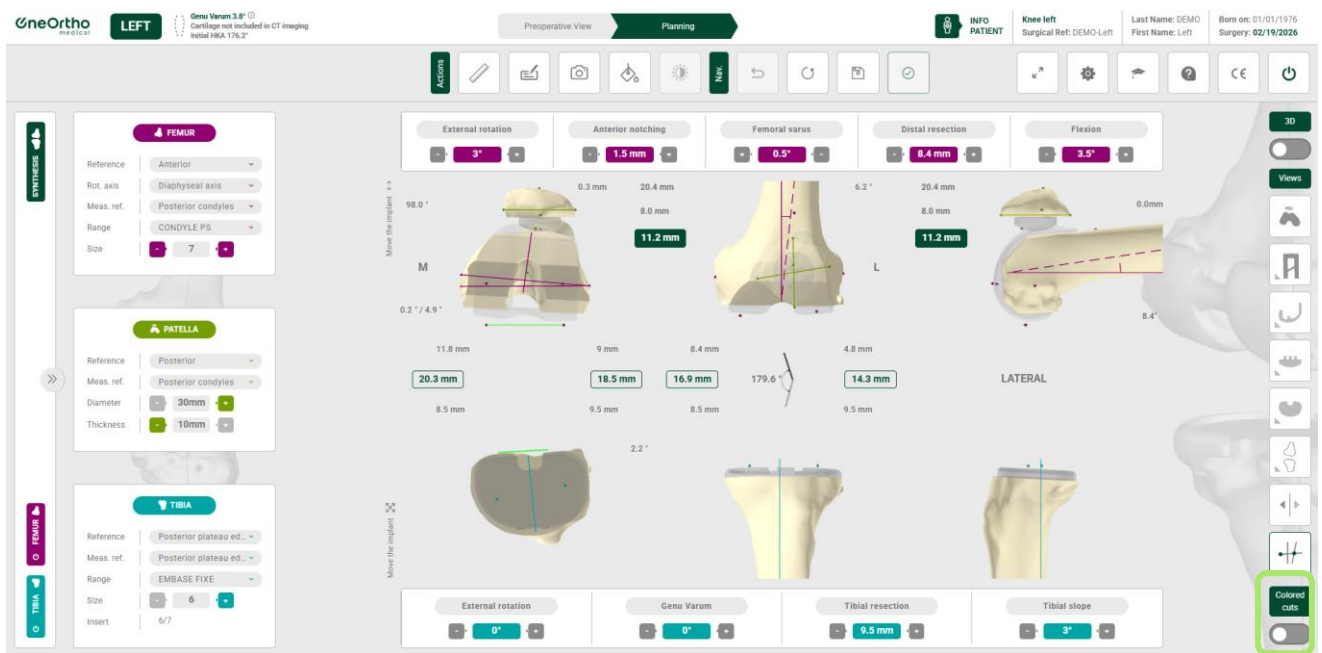 OneOrtho
medical
LEFT
Genu Varum 3.8°
Cartilage not included in CT imaging
Initial HKA 176.2°
Preoperative View
Planning
INFO
PATIENT
Knee left
Surgical Ref: DEMO-Left
Last Name: DEMO
First Name: Left
Born on: 01/01/1976
Surgery: 02/19/2026
Actions
Nav.
CE
SYNTHESIS
FEMUR
Reference Anterior
Rot. axis Diaphyseal axis
Meas. ref. Posterior condyles
Range CONDYLE PS
Size - 7 +
PATELLA
Reference Posterior
Meas. ref. Posterior condyles
Diameter - 30mm +
Thickness - 10mm +
TIBIA
Reference Posterior plateau ed...
Meas. ref. Posterior plateau ed...
Range EMBASE FIXE
Size - 6 +
Insert 6/7
FEMUR
TIBIA
External rotation
- 3° +
Anterior notching
- 1.5 mm +
Femoral varus
+ 0.5° -
Distal resection
- 8.4 mm +
Flexion
- 3.5° +
Move the implant
98.0 °
0.3 mm
20.4 mm
8.0 mm
11.2 mm
6.2 °
20.4 mm
8.0 mm
11.2 mm
0.0mm
M
L
0.2 ° / 4.9 °
8.4°
11.8 mm
9 mm
8.4 mm
4.8 mm
20.3 mm
18.5 mm
16.9 mm
179.6 °
14.3 mm
LATERAL
8.5 mm
9.5 mm
8.5 mm
9.5 mm
2.2 °
Move the implant
External rotation
- 0° +
Genu Varum
- 0° +
Tibial resection
- 9.5 mm +
Tibial slope
- 3° +
3D
Views
Colored
cuts